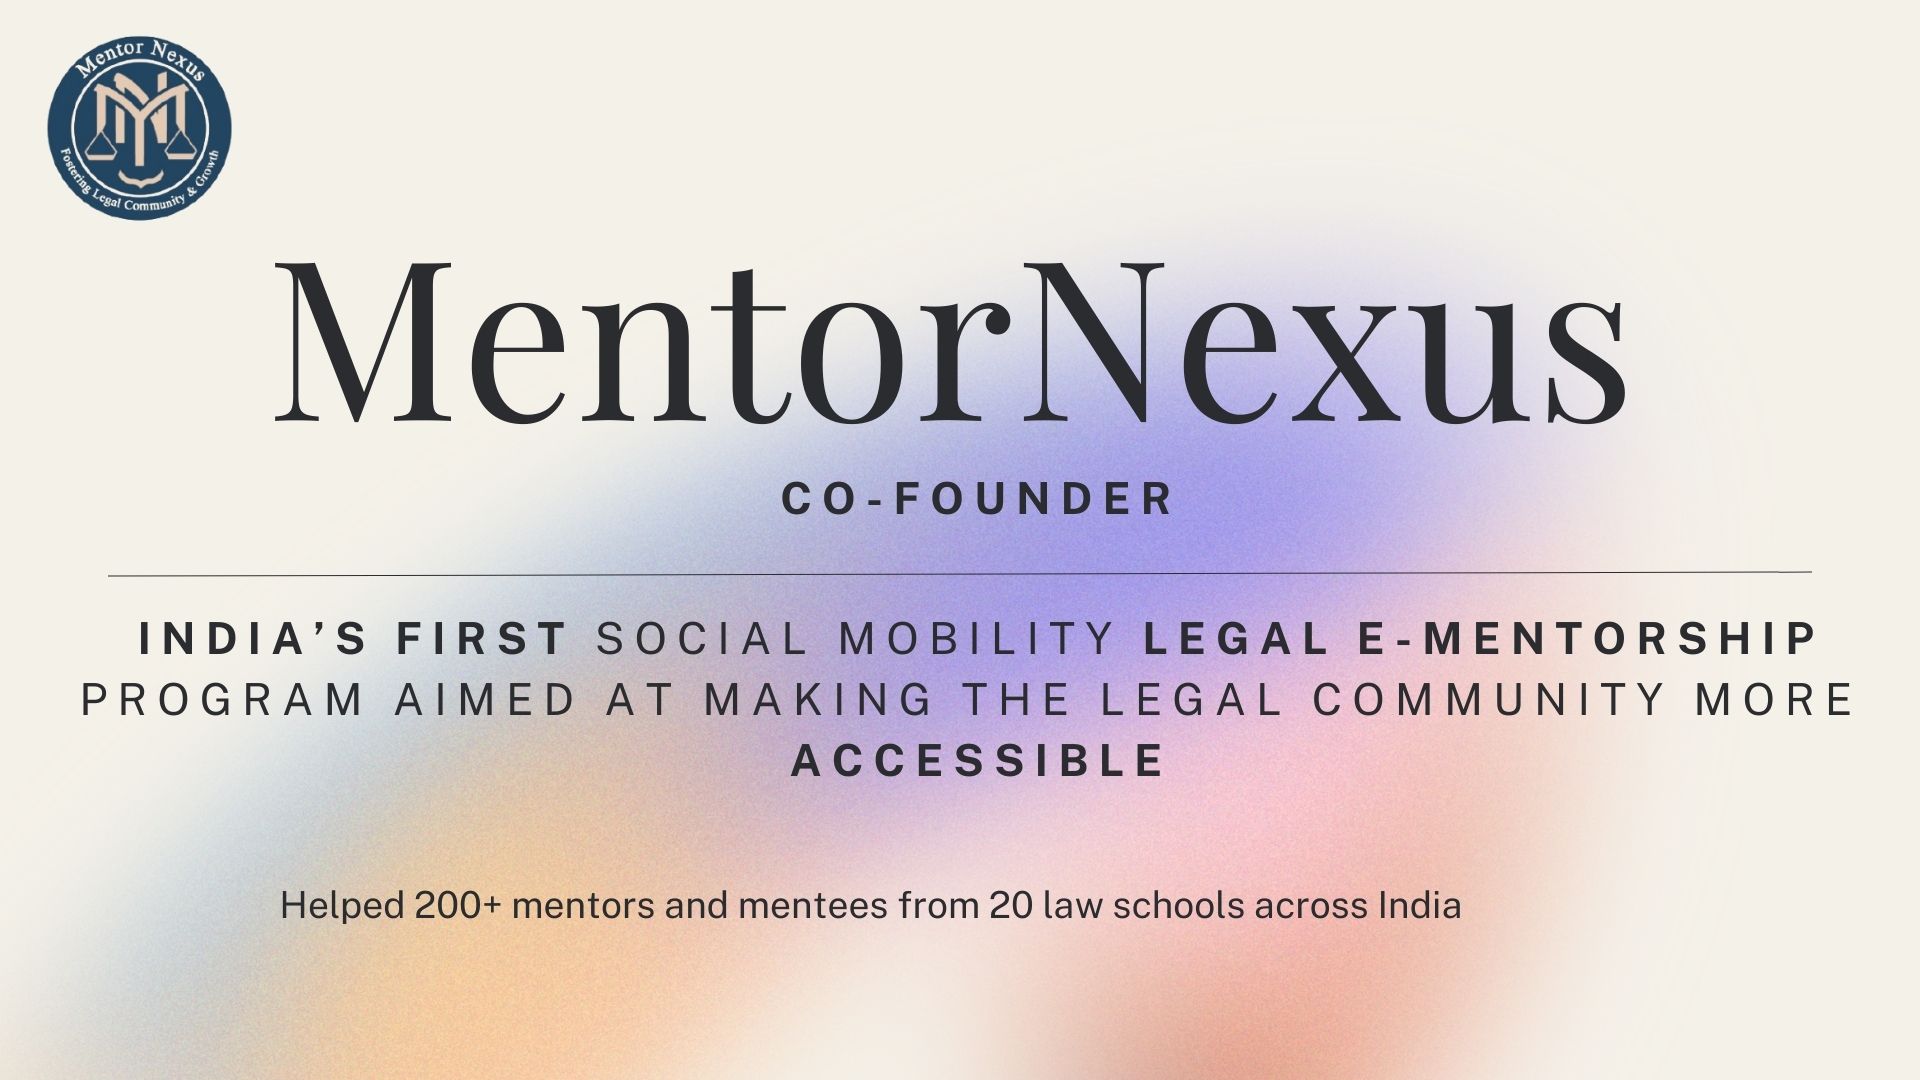 Mentor Nexus
Fostering Legal Community & Growth
MentorNexus
CO-FOUNDER
INDIA’S FIRST SOCIAL MOBILITY LEGAL E-MENTORSHIP
PROGRAM AIMED AT MAKING THE LEGAL COMMUNITY MORE
ACCESSIBLE
Helped 200+ mentors and mentees from 20 law schools across India